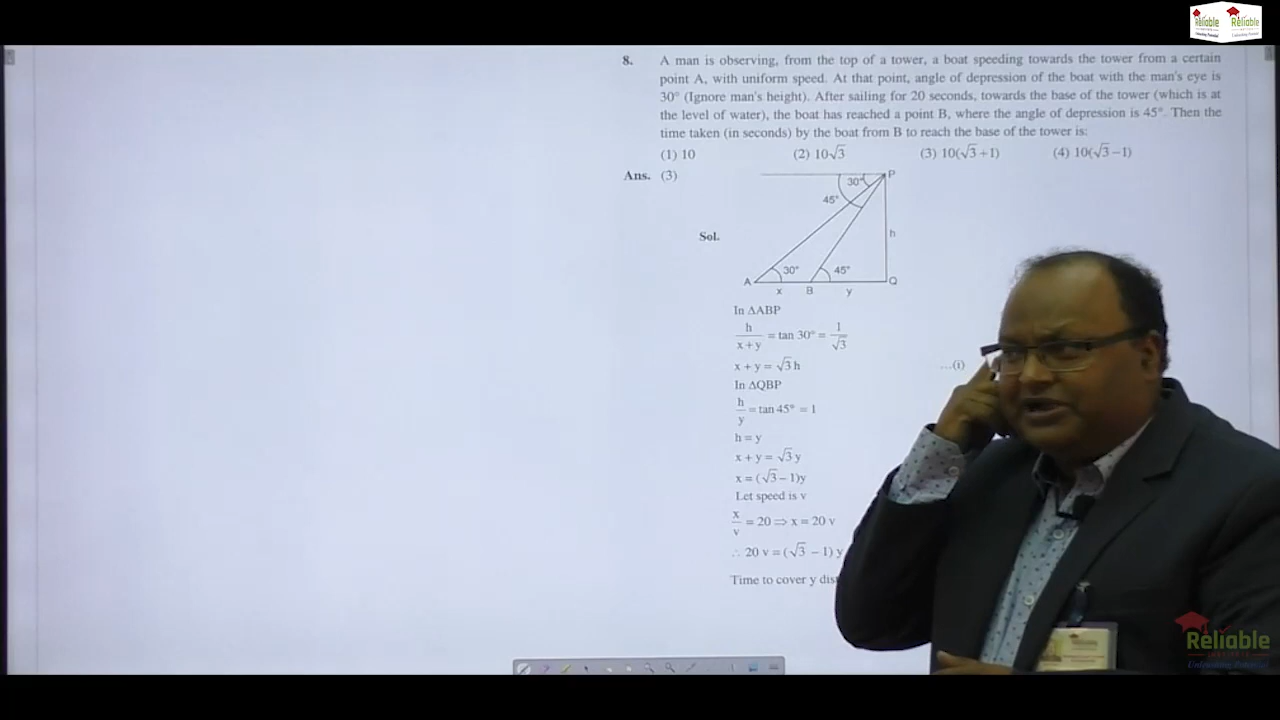 Reliable
Reliable
8. A man is observing, from the top of a tower, a boat speeding towards the tower from a certain
point A, with uniform speed. At that point, angle of depression of the boat with the man's eye is
30° (Ignore man's height). After sailing for 20 seconds, towards the base of the tower (which is at
the level of water), the boat has reached a point B, where the angle of depression is 45°. Then the
time taken (in seconds) by the boat from B to reach the base of the tower is:
(1) 10 (2) 10√3 (3) 10(√3+1) (4) 10(√3−1)
Ans. (3)
P
30°
45°
Sol.
h
30° 45°
A B Q
x y
In ΔABP
h/(x+y) = tan 30° = 1/√3
x + y = √3 h ...(i)
In ΔQBP
h/y = tan 45° = 1
h = y
x + y = √3 y
x = (√3 − 1)y
Let speed is v
x/v = 20 ⇒ x = 20 v
∴ 20 v = (√3 − 1) y
Time to cover y
Reliable
INSTITUTE
Unleashing Potential